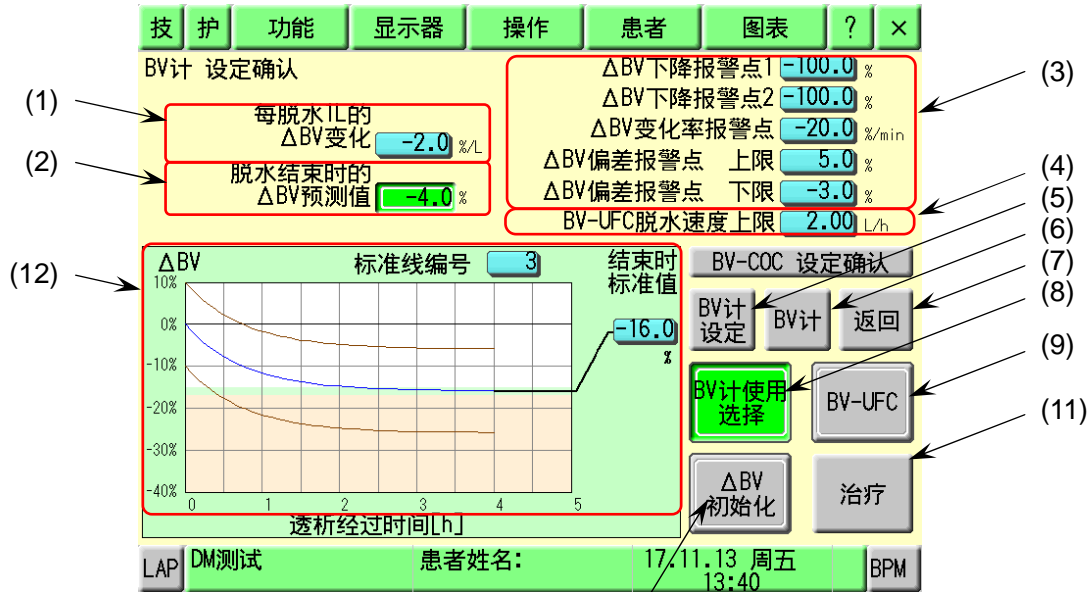 技 护 功能 显示器 操作 患者 图表 ? ×
BV计 设定确认
ΔBV下降报警点1 -100.0 %
(3)
(1)
每脱水1L的
ΔBV变化 -2.0 %/L
ΔBV下降报警点2 -100.0 %
ΔBV变化率报警点 -20.0 %/min
(2)
脱水结束时的
ΔBV预测值 -4.0 %
ΔBV偏差报警点 上限 5.0 %
ΔBV偏差报警点 下限 -3.0 %
(4)
BV-UFC脱水速度上限 2.00 L/h
(5)
(6)
(7)
(8)
(9)
(11)
(12)
ΔBV 标准线编号 3 结束时
标准值
-16.0
%
10%
0%
-10%
-20%
-30%
-40%
0 1 2 3 4 5
透析经过时间[h]
BV-COC 设定确认
BV计
设定
BV计
返回
BV计使用
选择
BV-UFC
ΔBV
初始化
治疗
LAP DM测试 患者姓名: 17.11.13 周五
13:40
BPM